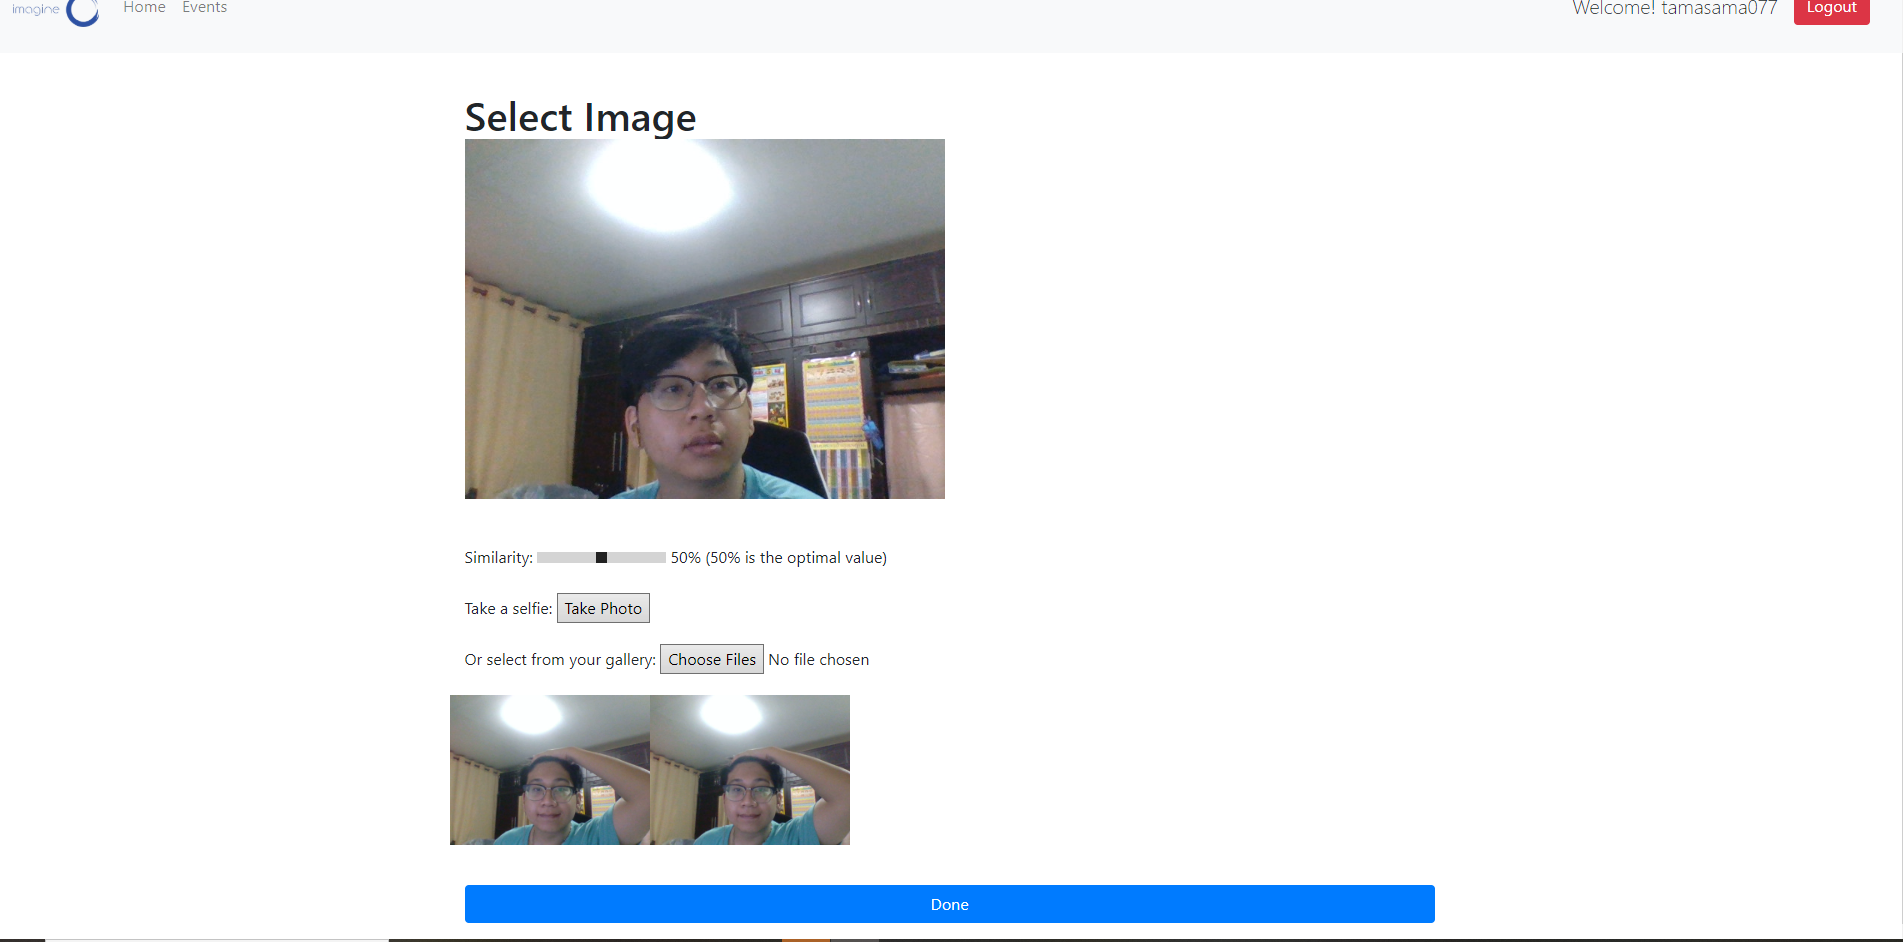 imagine
Home Events
Welcome! tamasama077 Logout
Select Image
Similarity: 50% (50% is the optimal value)
Take a selfie: Take Photo
Or select from your gallery: Choose Files No file chosen
Done